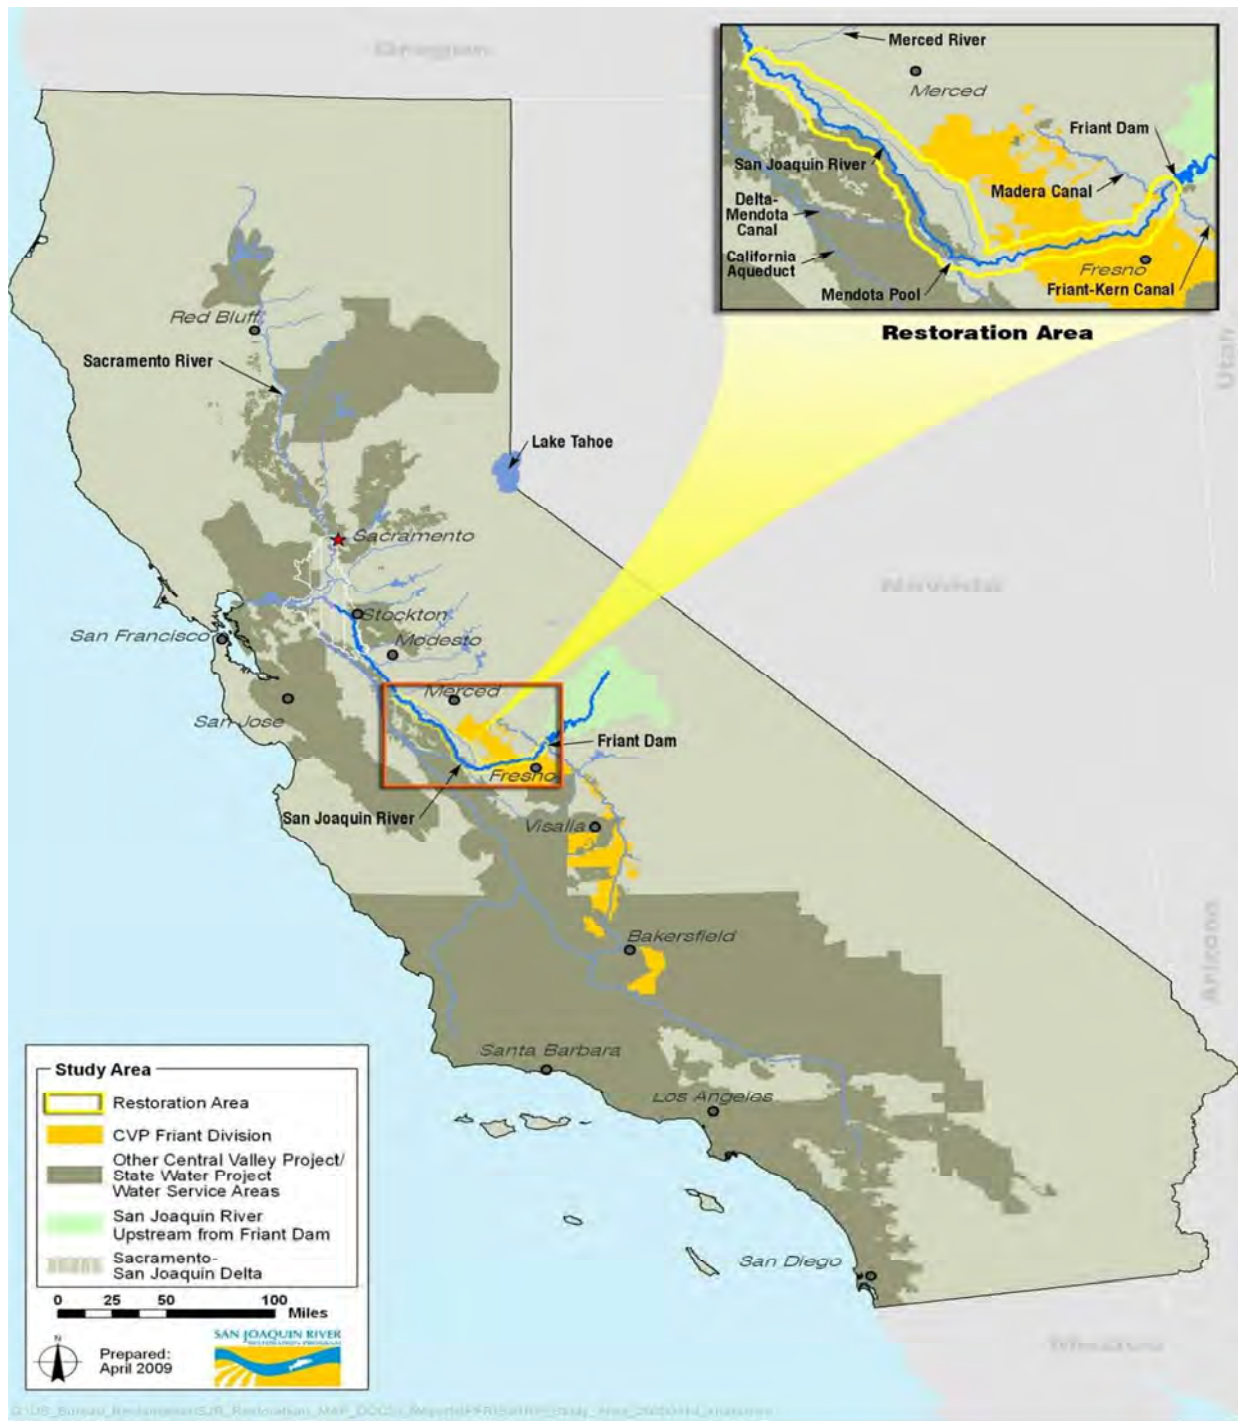 Oregon
Merced River
Merced
Friant Dam
San Joaquin River
Madera Canal
Delta-
Mendota
Canal
California
Aqueduct
Fresno
Mendota Pool
Friant-Kern Canal
Restoration Area
Utah
Red Bluff
Sacramento River
Lake Tahoe
Sacramento
Nevada
Stockton
San Francisco
Modesto
Merced
San Jose
Friant Dam
Fresno
San Joaquin River
Visalla
Arizona
Bakersfield
Santa Barbara
Los Angeles
San Diego
Mexico
Study Area
Restoration Area
CVP Friant Division
Other Central Valley Project/
State Water Project
Water Service Areas
San Joaquin River
Upstream from Friant Dam
Sacramento-
San Joaquin Delta
0 25 50 100
Miles
N
Prepared:
April 2009
SAN JOAQUIN RIVER
RESTORATION PROGRAM